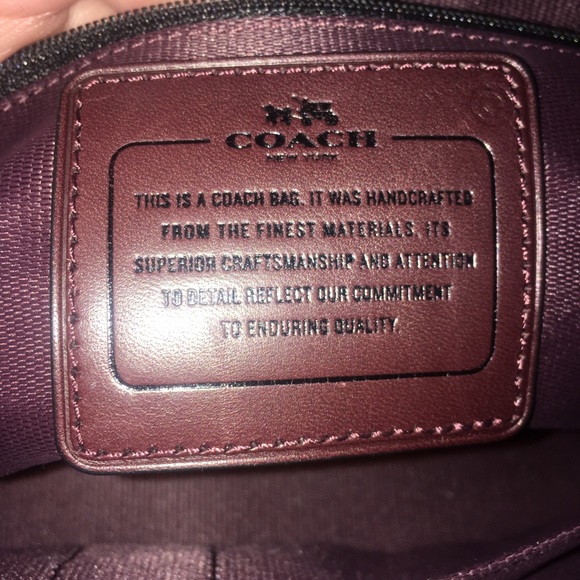 COACH
NEW YORK
THIS IS A COACH BAG. IT WAS HANDCRAFTED
FROM THE FINEST MATERIALS. ITS
SUPERIOR CRAFTSMANSHIP AND ATTENTION
TO DETAIL REFLECT OUR COMMITMENT
TO ENDURING QUALITY.